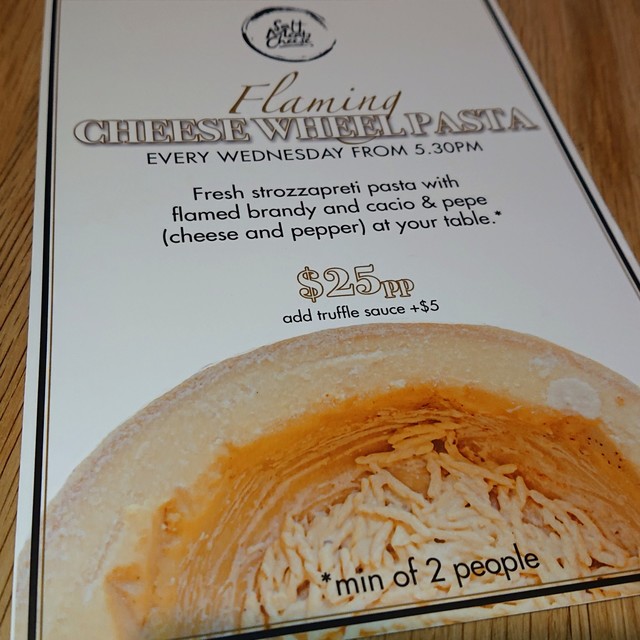 Salt
Cheese
Flaming
CHEESE WHEEL PASTA
EVERY WEDNESDAY FROM 5.30PM
Fresh strozzapreti pasta with
flamed brandy and cacio & pepe
(cheese and pepper) at your table.*
$25PP
add truffle sauce +$5
*min of 2 people